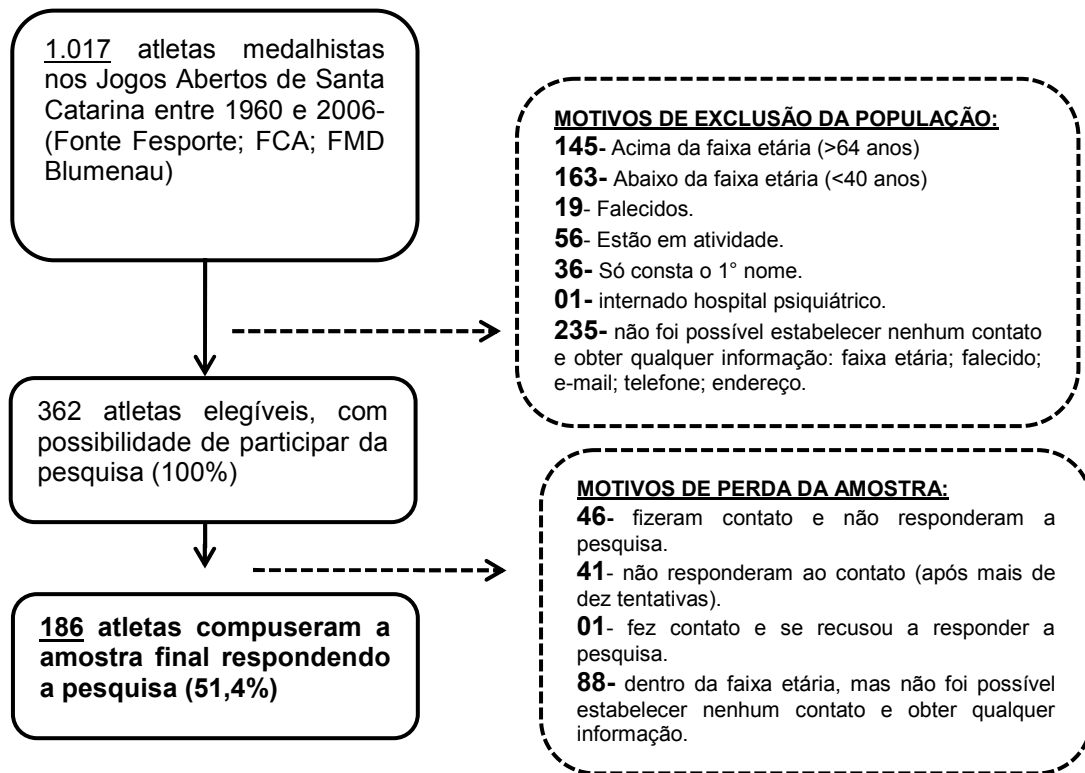 1.017 atletas medalhistas
nos Jogos Abertos de Santa
Catarina entre 1960 e 2006-
(Fonte Fesporte; FCA; FMD
Blumenau)
MOTIVOS DE EXCLUSÃO DA POPULAÇÃO:
145- Acima da faixa etária (>64 anos)
163- Abaixo da faixa etária (<40 anos)
19- Falecidos.
56- Estão em atividade.
36- Só consta o 1° nome.
01- internado hospital psiquiátrico.
235- não foi possível estabelecer nenhum contato
e obter qualquer informação: faixa etária; falecido;
e-mail; telefone; endereço.
362 atletas elegíveis, com
possibilidade de participar da
pesquisa (100%)
MOTIVOS DE PERDA DA AMOSTRA:
46- fizeram contato e não responderam a
pesquisa.
41- não responderam ao contato (após mais de
dez tentativas).
01- fez contato e se recusou a responder a
pesquisa.
88- dentro da faixa etária, mas não foi possível
estabelecer nenhum contato e obter qualquer
informação.
186 atletas compuseram a
amostra final respondendo
a pesquisa (51,4%)